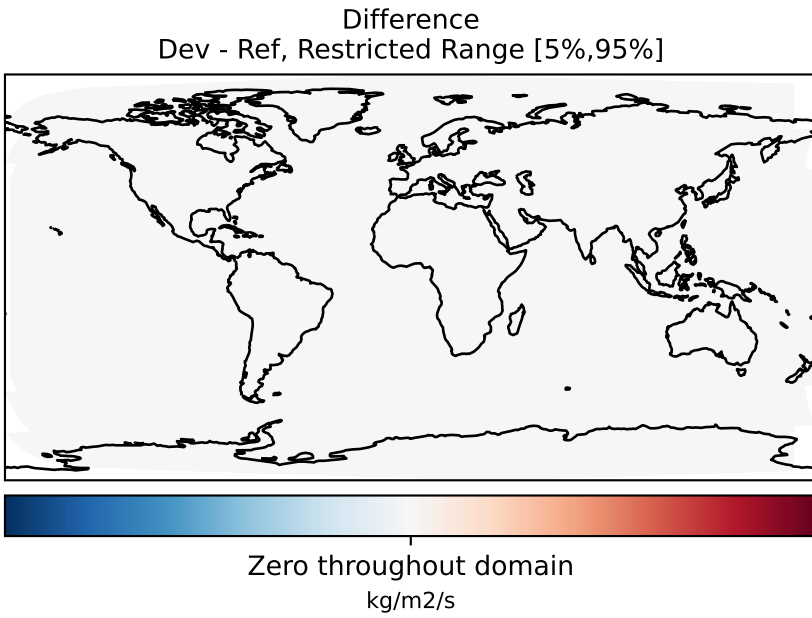 Difference
Dev - Ref, Restricted Range [5%,95%]
Zero throughout domain
kg/m2/s